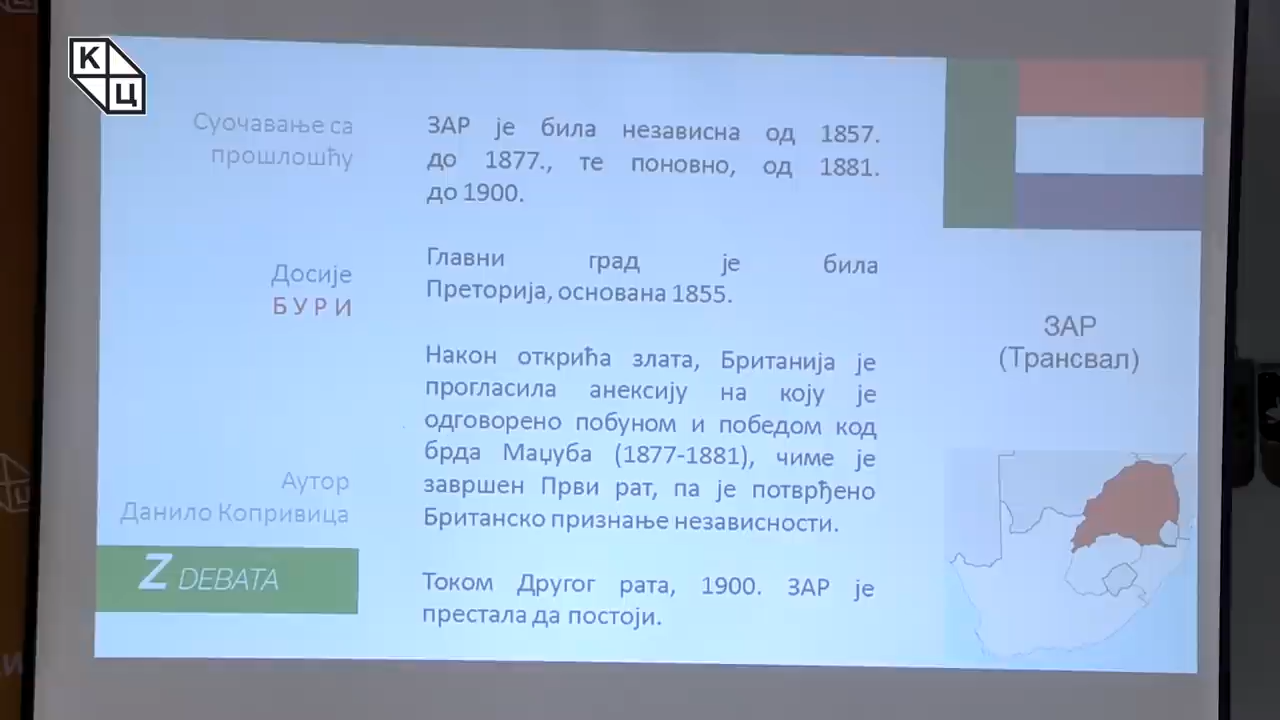 К
Ц
Суочавање са
прошлошћу
Досије
БУРИ
Аутор
Данило Копривица
Z DEBATA
ЗАР је била независна од 1857.
до 1877., те поновно, од 1881.
до 1900.
Главни град је била
Преторија, основана 1855.
Након открића злата, Британија је
прогласила анексију на коју је
одговорено побуном и победом код
брда Маџуба (1877-1881), чиме је
завршен Први рат, па је потврђено
Британско признање независности.
Током Другог рата, 1900. ЗАР је
престала да постоји.
ЗАР
(Трансвал)